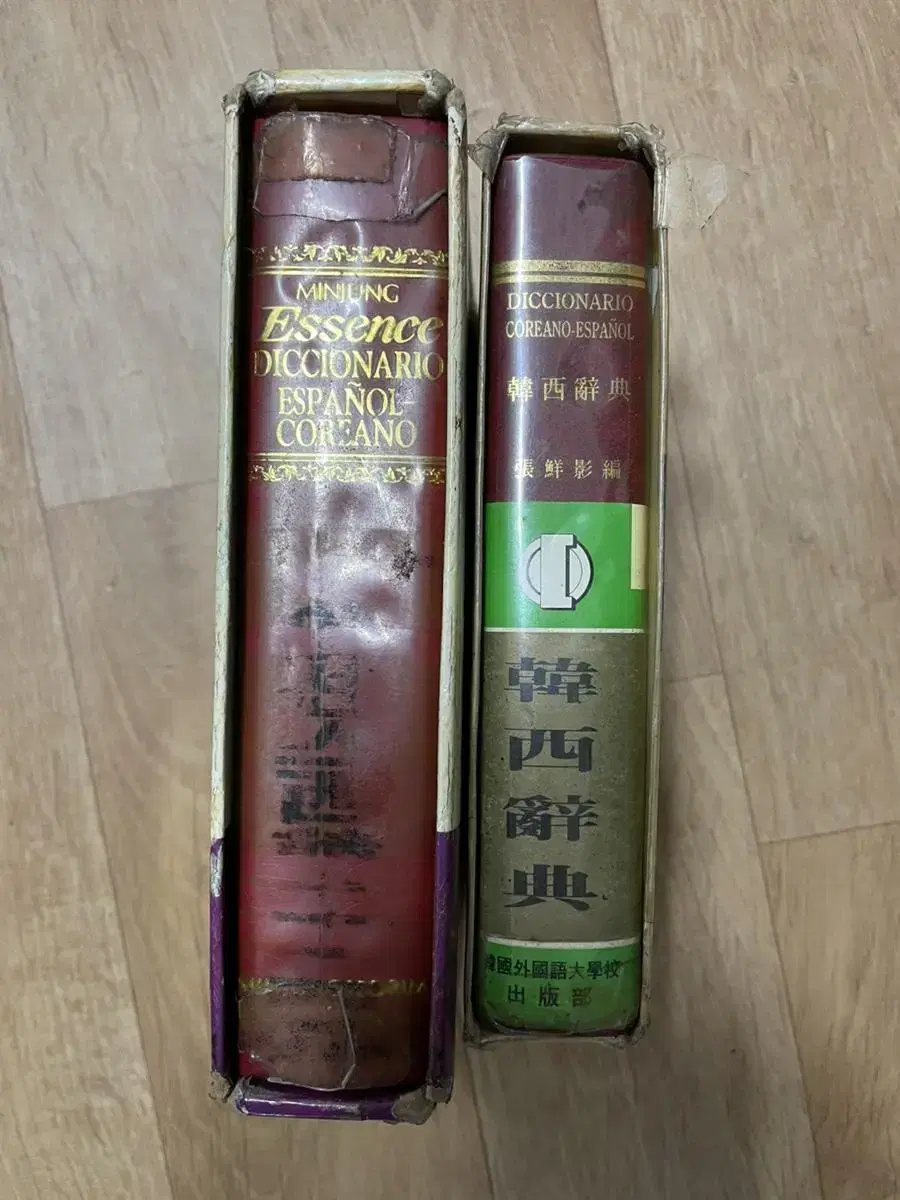 MINJUNG
Essence
DICCIONARIO
ESPAÑOL-
COREANO
DICCIONARIO
COREANO-ESPAÑOL
韓西辭典
張鮮影 編
韓
西
辭
典
韓國外國語大學校
出版部